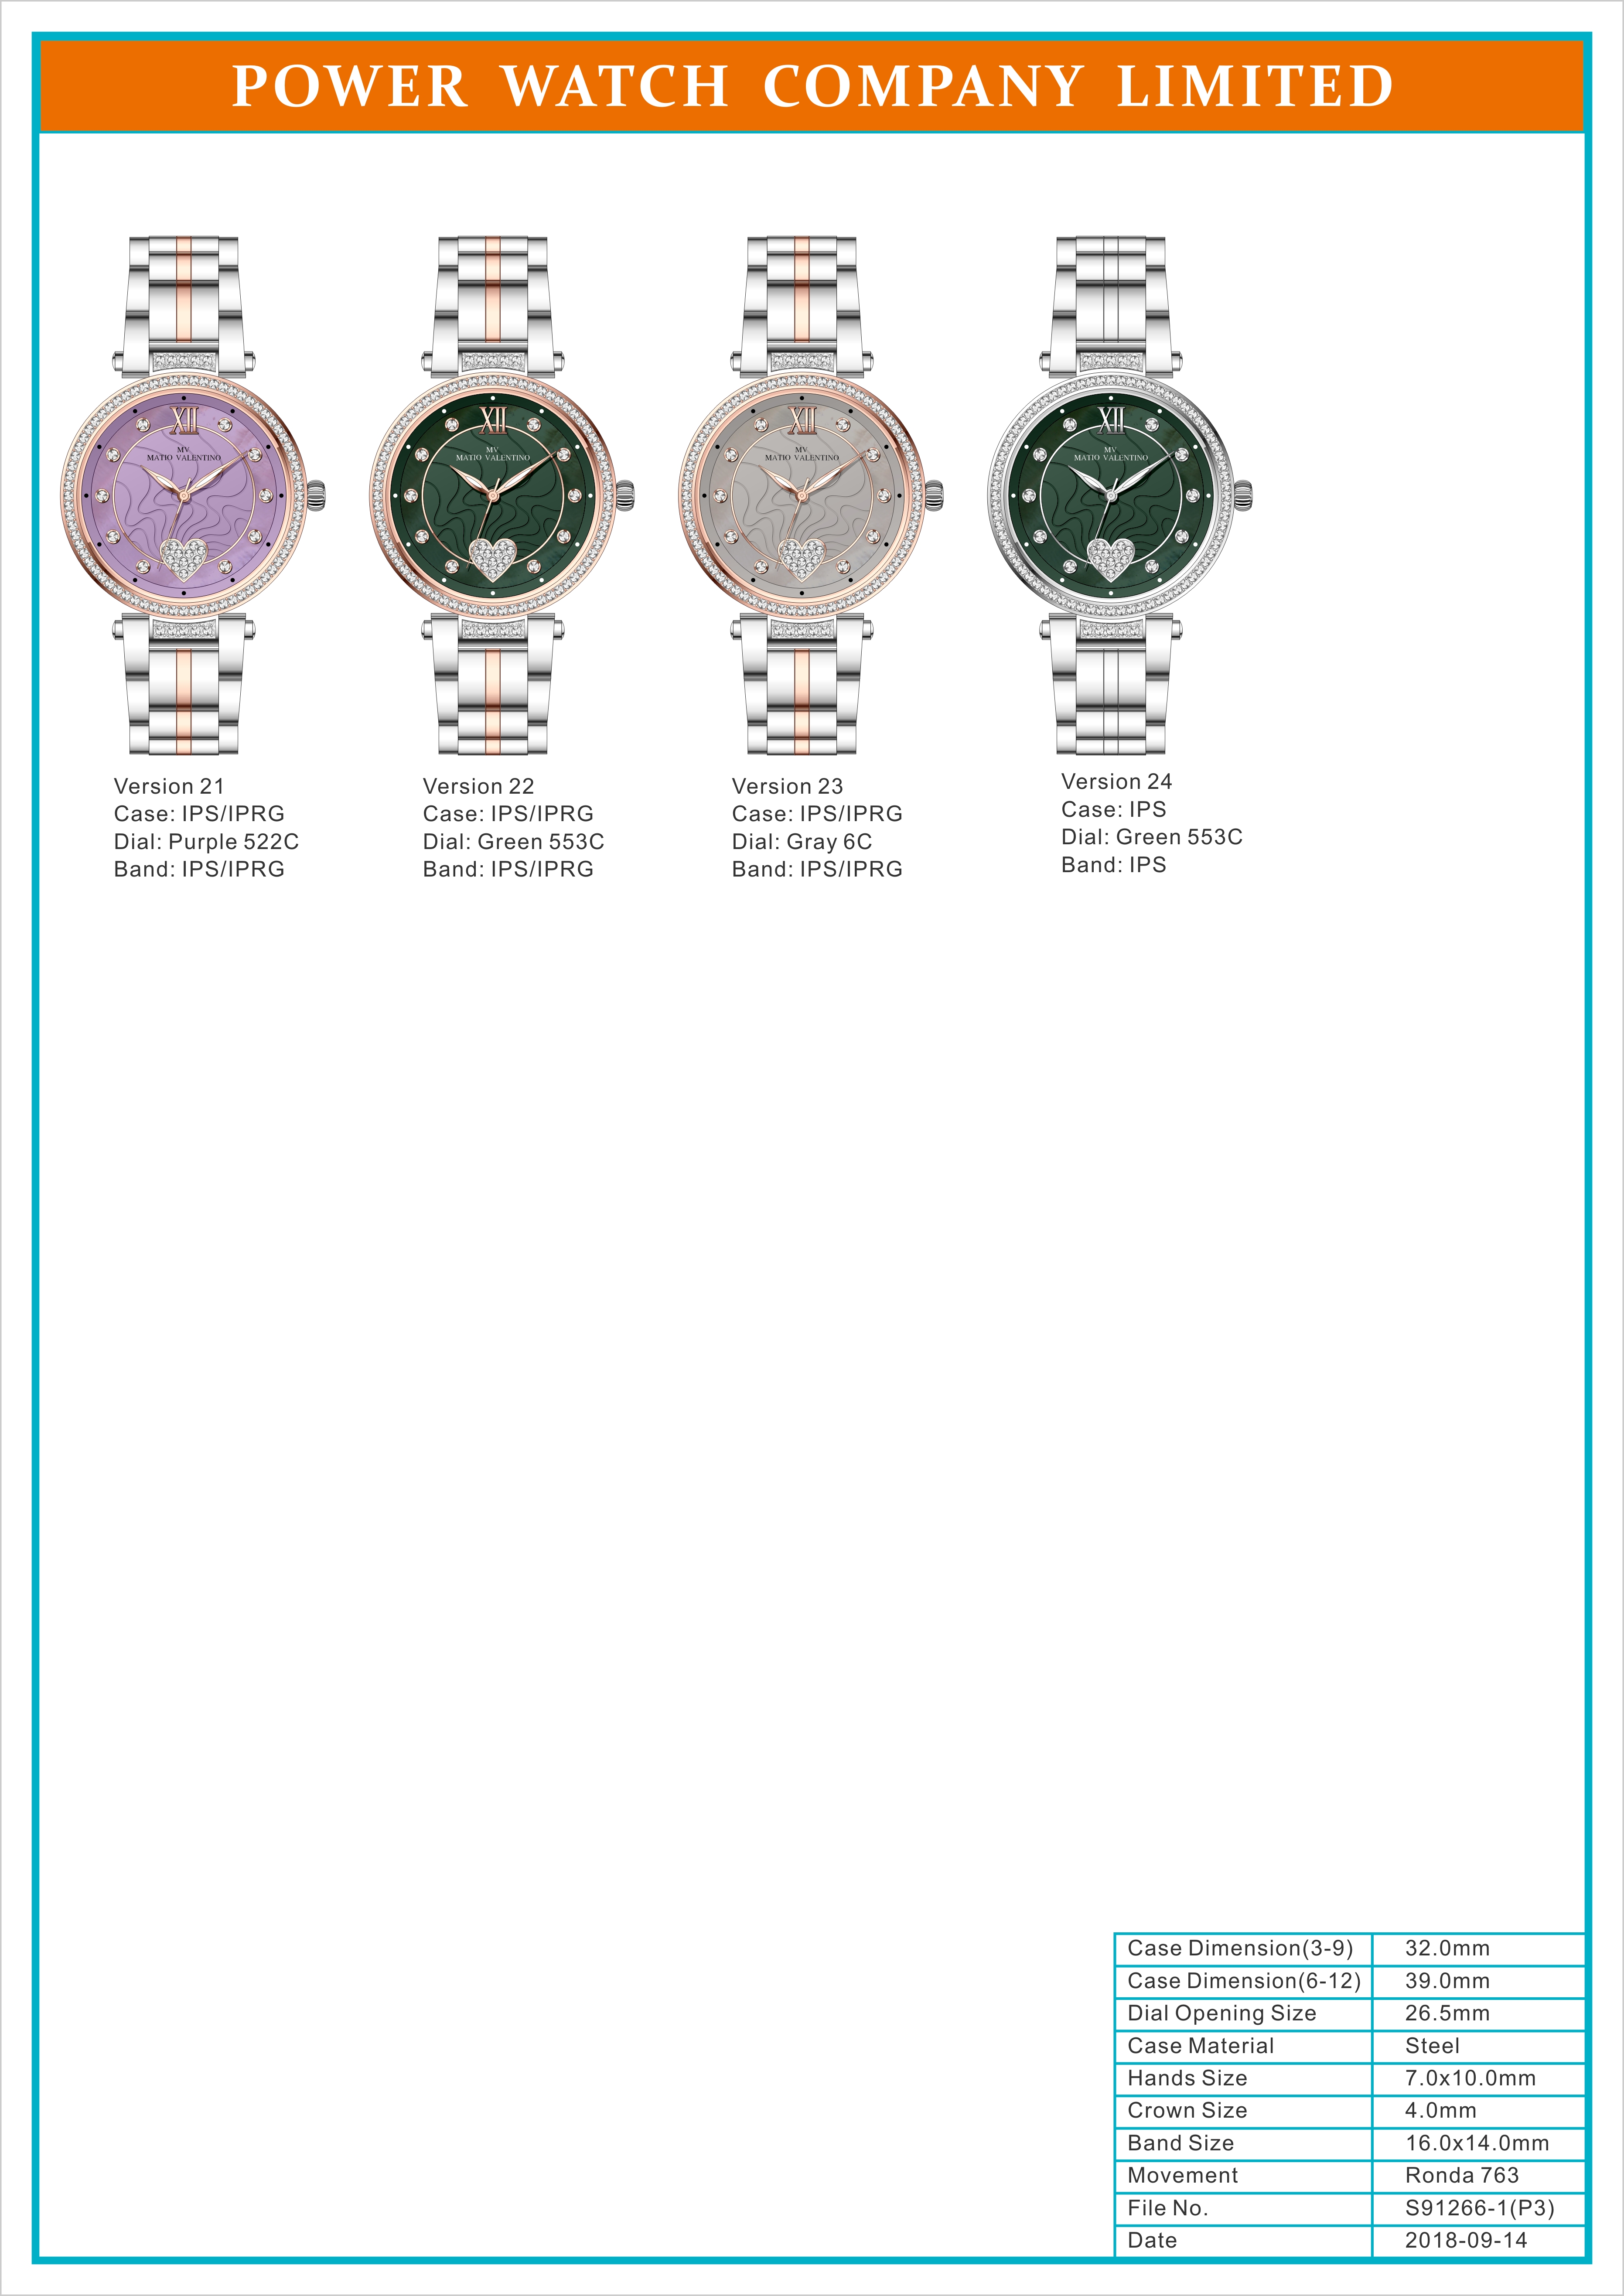 POWER WATCH COMPANY LIMITED
XII
MV
MATIO VALENTINO
XII
MV
MATIO VALENTINO
XII
MV
MATIO VALENTINO
XII
MV
MATIO VALENTINO
Version 21
Case: IPS/IPRG
Dial: Purple 522C
Band: IPS/IPRG
Version 22
Case: IPS/IPRG
Dial: Green 553C
Band: IPS/IPRG
Version 23
Case: IPS/IPRG
Dial: Gray 6C
Band: IPS/IPRG
Version 24
Case: IPS
Dial: Green 553C
Band: IPS
Case Dimension(3-9) 32.0mm
Case Dimension(6-12) 39.0mm
Dial Opening Size 26.5mm
Case Material Steel
Hands Size 7.0x10.0mm
Crown Size 4.0mm
Band Size 16.0x14.0mm
Movement Ronda 763
File No. S91266-1(P3)
Date 2018-09-14